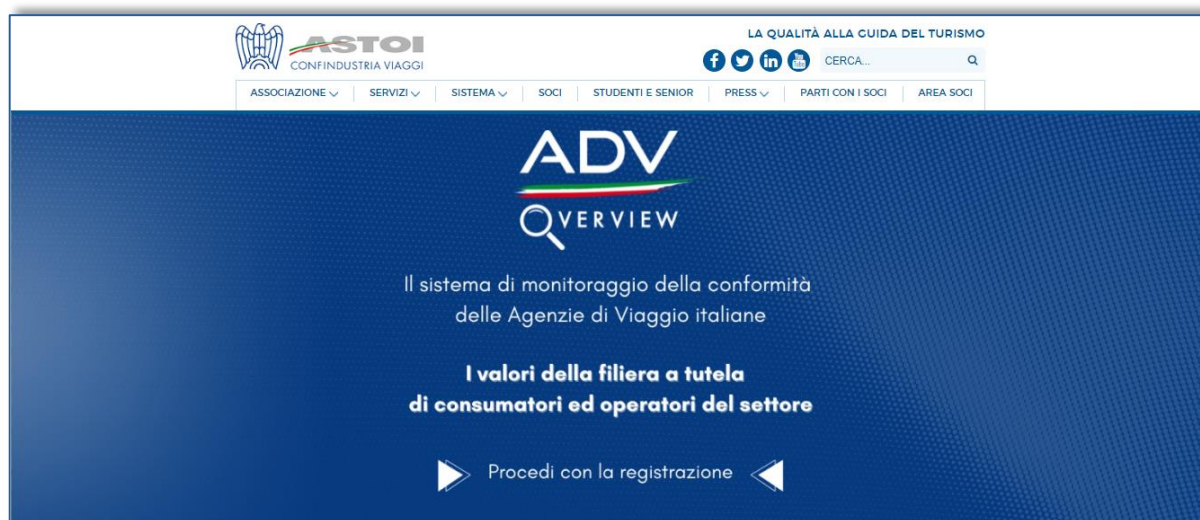 LA QUALITÀ ALLA GUIDA DEL TURISMO
ASTOI
CONFINDUSTRIA VIAGGI
CERCA...
ASSOCIAZIONE
SERVIZI
SISTEMA
SOCI
STUDENTI E SENIOR
PRESS
PARTI CON I SOCI
AREA SOCI
ADV
OVERVIEW
Il sistema di monitoraggio della conformità
delle Agenzie di Viaggio italiane
I valori della filiera a tutela
di consumatori ed operatori del settore
Procedi con la registrazione